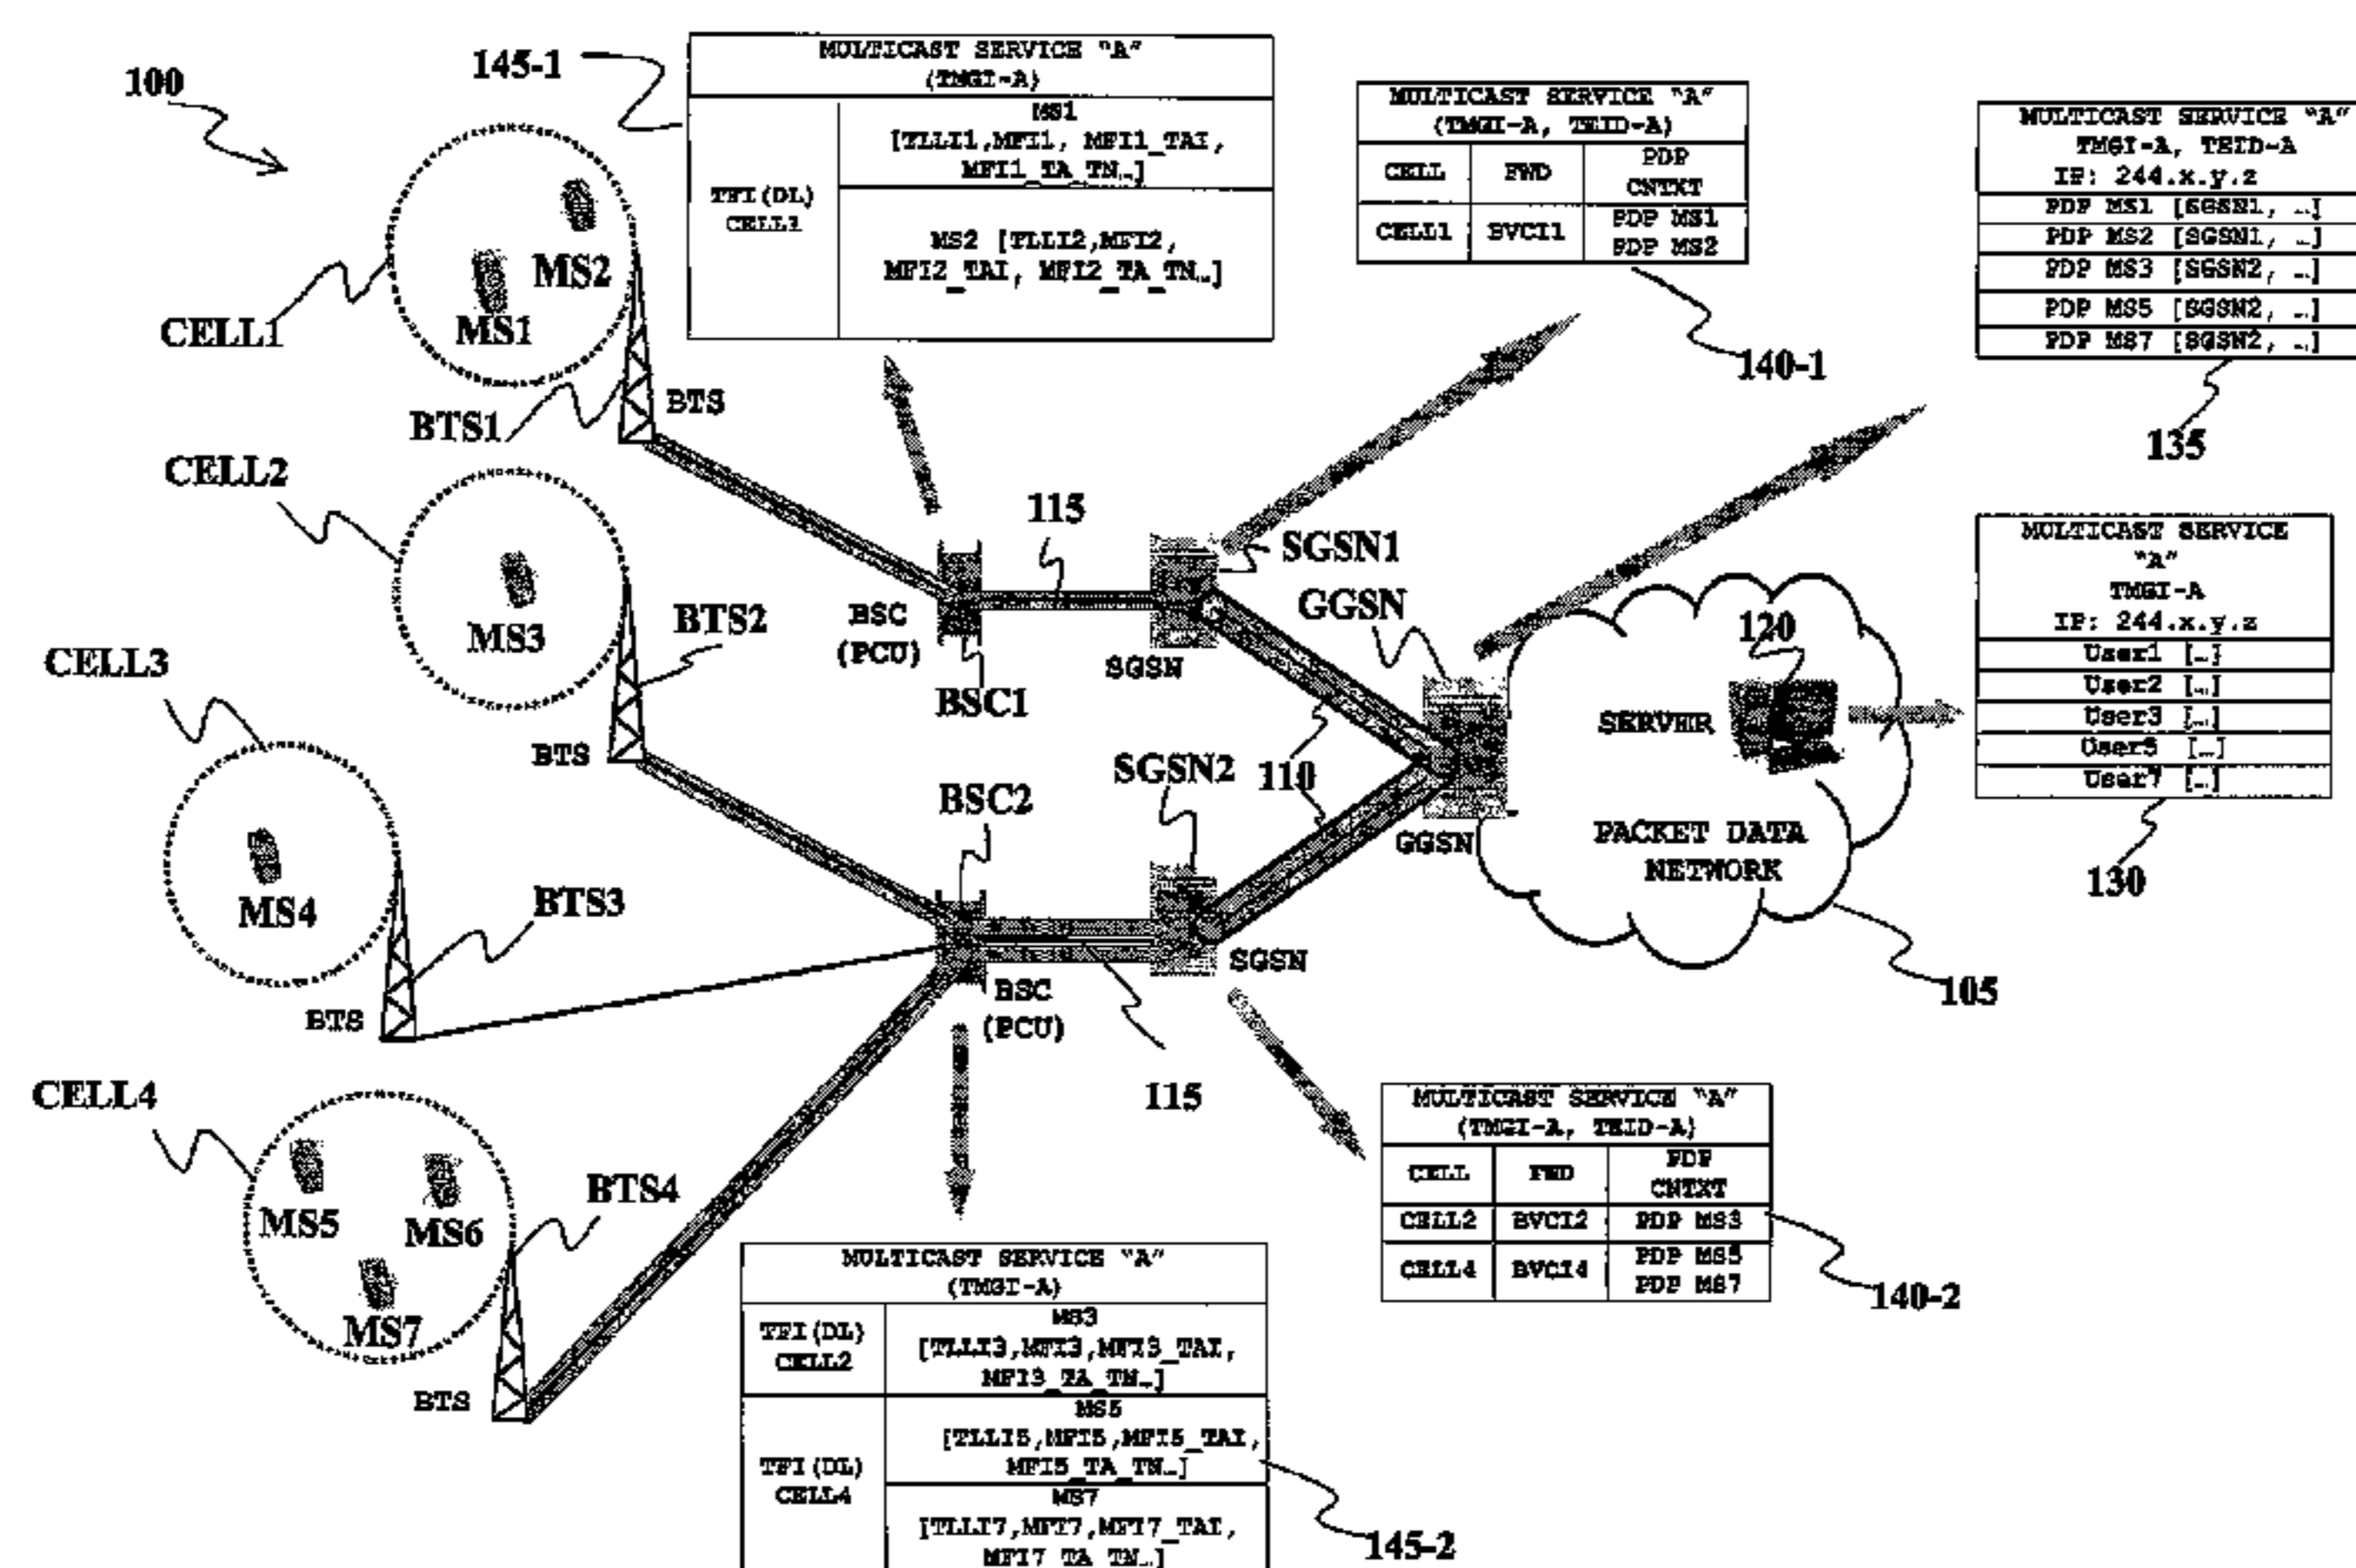 100
145-1
MULTICAST SERVICE "A"
(TMGI-A)
TFI(DL)
CELL1
MS1
[TLLI1,MFI1, MFI1_TAI,
MFI1_TA_TN…]
MS2 [TLLI2,MFI2,
MFI2_TAI, MFI2_TA_TN…]
MULTICAST SERVICE "A"
(TMGI-A, TEID-A)
CELL FWD PDP
CNTXT
CELL1 BVCI1 PDP MS1
PDP MS2
140-1
MULTICAST SERVICE "A"
TMGI-A, TEID-A
IP: 244.x.y.z
PDP MS1 [SGSN1, …]
PDP MS2 [SGSN1, …]
PDP MS3 [SGSN2, …]
PDP MS5 [SGSN2, …]
PDP MS7 [SGSN2, …]
135
MS2
MS1
CELL1
BTS1
BTS
CELL2
MS3
BTS2
BTS
115
BSC
(PCU)
BSC1
SGSN1
SGSN
GGSN
GGSN
110
120
SERVER
PACKET DATA
NETWORK
105
MULTICAST SERVICE
"A"
TMGI-A
IP: 244.x.y.z
User1 […]
User2 […]
User3 […]
User5 […]
User7 […]
130
CELL3
MS4
BTS3
BTS
BSC2
SGSN2
SGSN
BSC
(PCU)
115
CELL4
MS5
MS6
MS7
BTS4
BTS
MULTICAST SERVICE "A"
(TMGI-A, TEID-A)
CELL FWD PDP
CNTXT
CELL2 BVCI2 PDP MS3
CELL4 BVCI4 PDP MS5
PDP MS7
140-2
MULTICAST SERVICE "A"
(TMGI-A)
TFI(DL)
CELL2
MS3
[TLLI3,MFI3,MFI3_TAI,
MFI3_TA_TN…]
TFI(DL)
CELL4
MS5
[TLLI5,MFI5,MFI5_TAI,
MFI5_TA_TN…]
MS7
[TLLI7,MFI7,MFI7_TAI,
MFI7_TA_TN…]
145-2